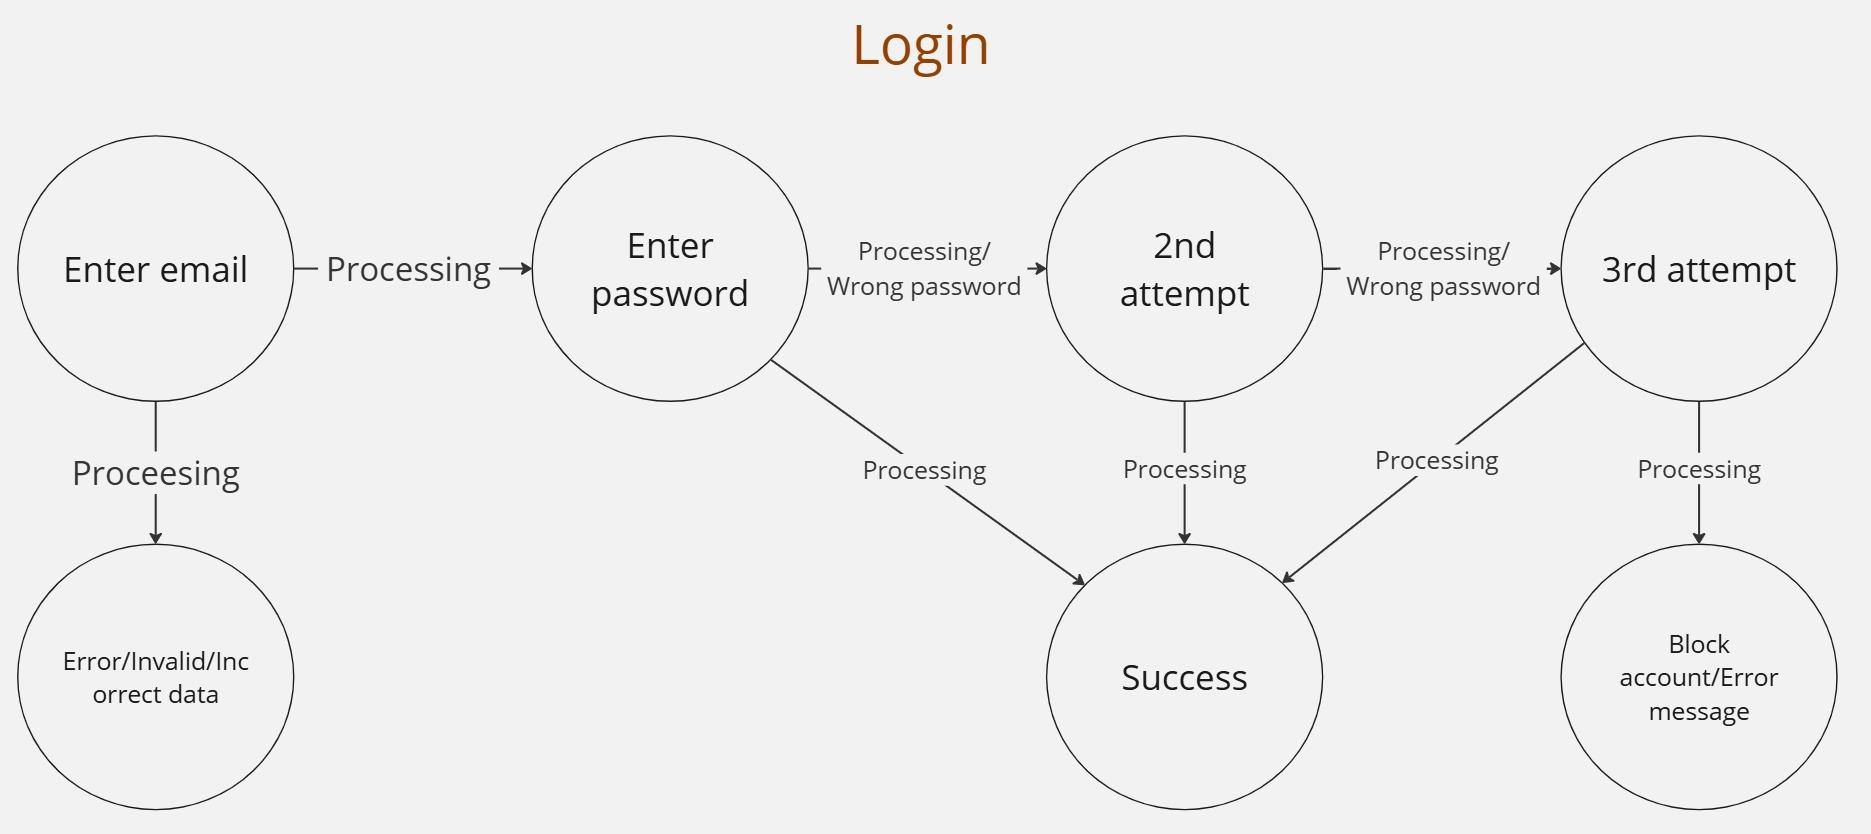 Login
Enter email
Processing
Enter
password
Processing/
Wrong password
2nd
attempt
Processing/
Wrong password
3rd attempt
Proceesing
Processing
Processing
Processing
Processing
Error/Invalid/Inc
orrect data
Success
Block
account/Error
message